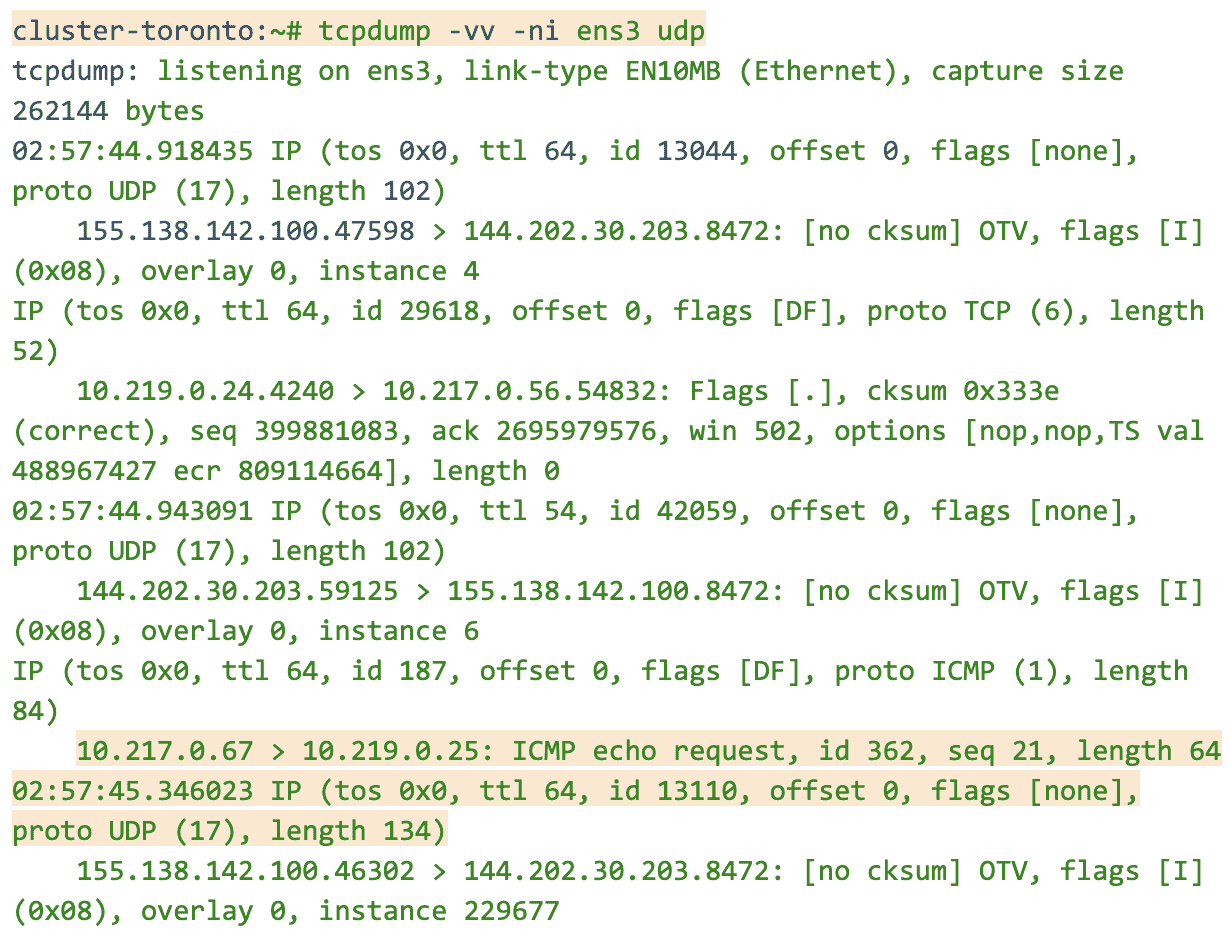 cluster-toronto:~# tcpdump -vv -ni ens3 udp
tcpdump: listening on ens3, link-type EN10MB (Ethernet), capture size
262144 bytes
02:57:44.918435 IP (tos 0x0, ttl 64, id 13044, offset 0, flags [none],
proto UDP (17), length 102)
    155.138.142.100.47598 > 144.202.30.203.8472: [no cksum] OTV, flags [I]
(0x08), overlay 0, instance 4
IP (tos 0x0, ttl 64, id 29618, offset 0, flags [DF], proto TCP (6), length
52)
    10.219.0.24.4240 > 10.217.0.56.54832: Flags [.], cksum 0x333e
(correct), seq 399881083, ack 2695979576, win 502, options [nop,nop,TS val
488967427 ecr 809114664], length 0
02:57:44.943091 IP (tos 0x0, ttl 54, id 42059, offset 0, flags [none],
proto UDP (17), length 102)
    144.202.30.203.59125 > 155.138.142.100.8472: [no cksum] OTV, flags [I]
(0x08), overlay 0, instance 6
IP (tos 0x0, ttl 64, id 187, offset 0, flags [DF], proto ICMP (1), length
84)
    10.217.0.67 > 10.219.0.25: ICMP echo request, id 362, seq 21, length 64
02:57:45.346023 IP (tos 0x0, ttl 64, id 13110, offset 0, flags [none],
proto UDP (17), length 134)
    155.138.142.100.46302 > 144.202.30.203.8472: [no cksum] OTV, flags [I]
(0x08), overlay 0, instance 229677